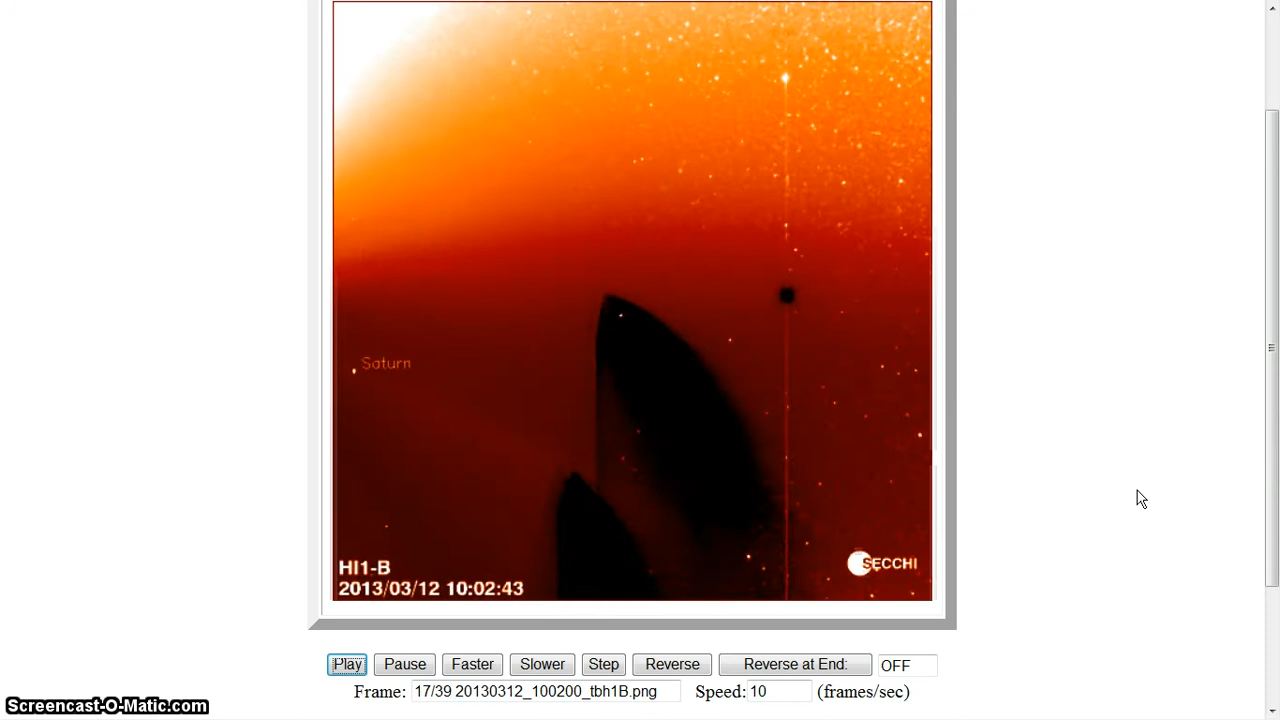 Saturn
HI1-B
2013/03/12 10:02:43
SECCHI
Play Pause Faster Slower Step Reverse Reverse at End: OFF
Frame: 17/39 20130312_100200_tbh1B.png Speed: 10 (frames/sec)
Screencast-O-Matic.com